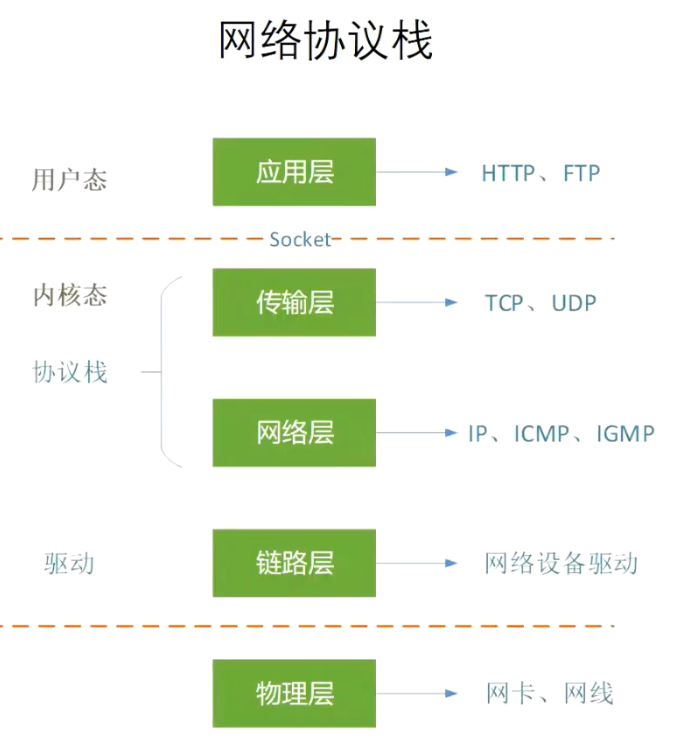 网络协议栈
用户态
应用层
HTTP、FTP
Socket
内核态
传输层
TCP、UDP
协议栈
网络层
IP、ICMP、IGMP
驱动
链路层
网络设备驱动
物理层
网卡、网线